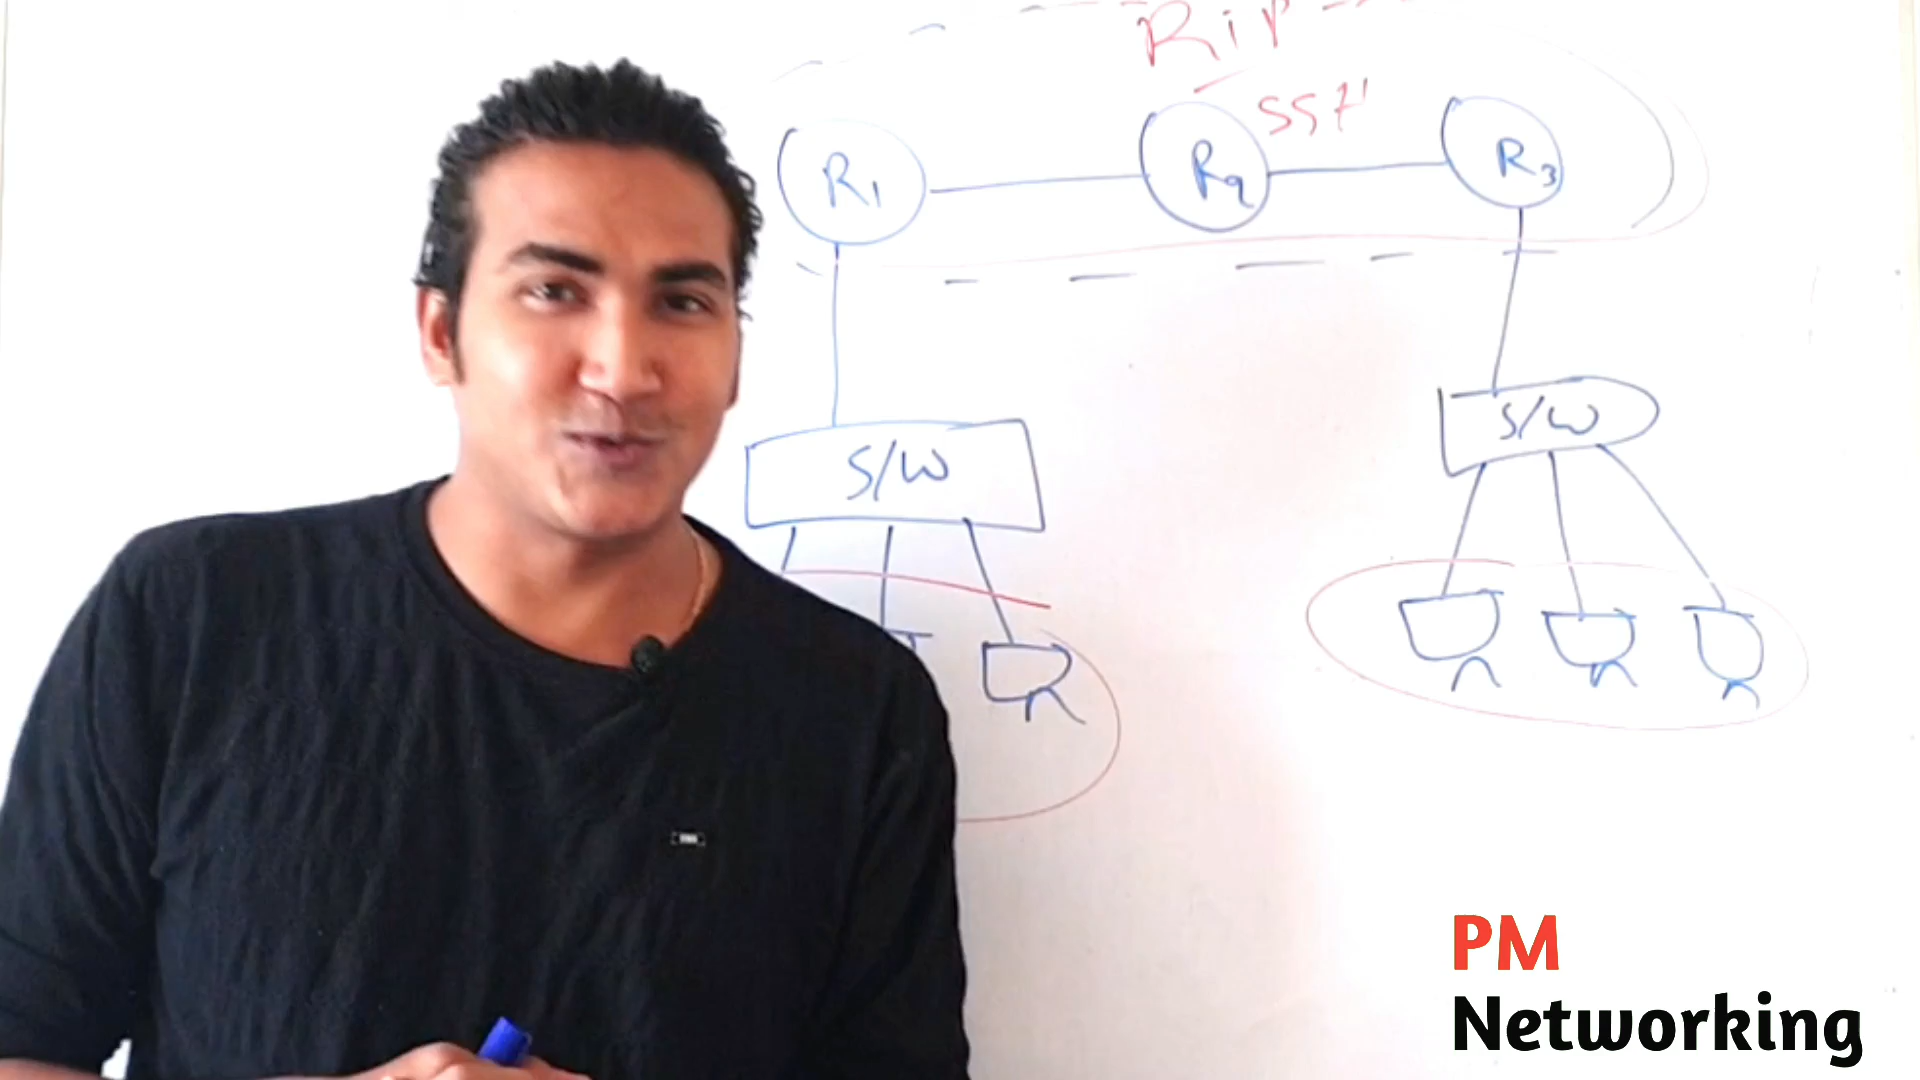 RiP
SSH
R1
R2
R3
S/W
S/W
PM
Networking